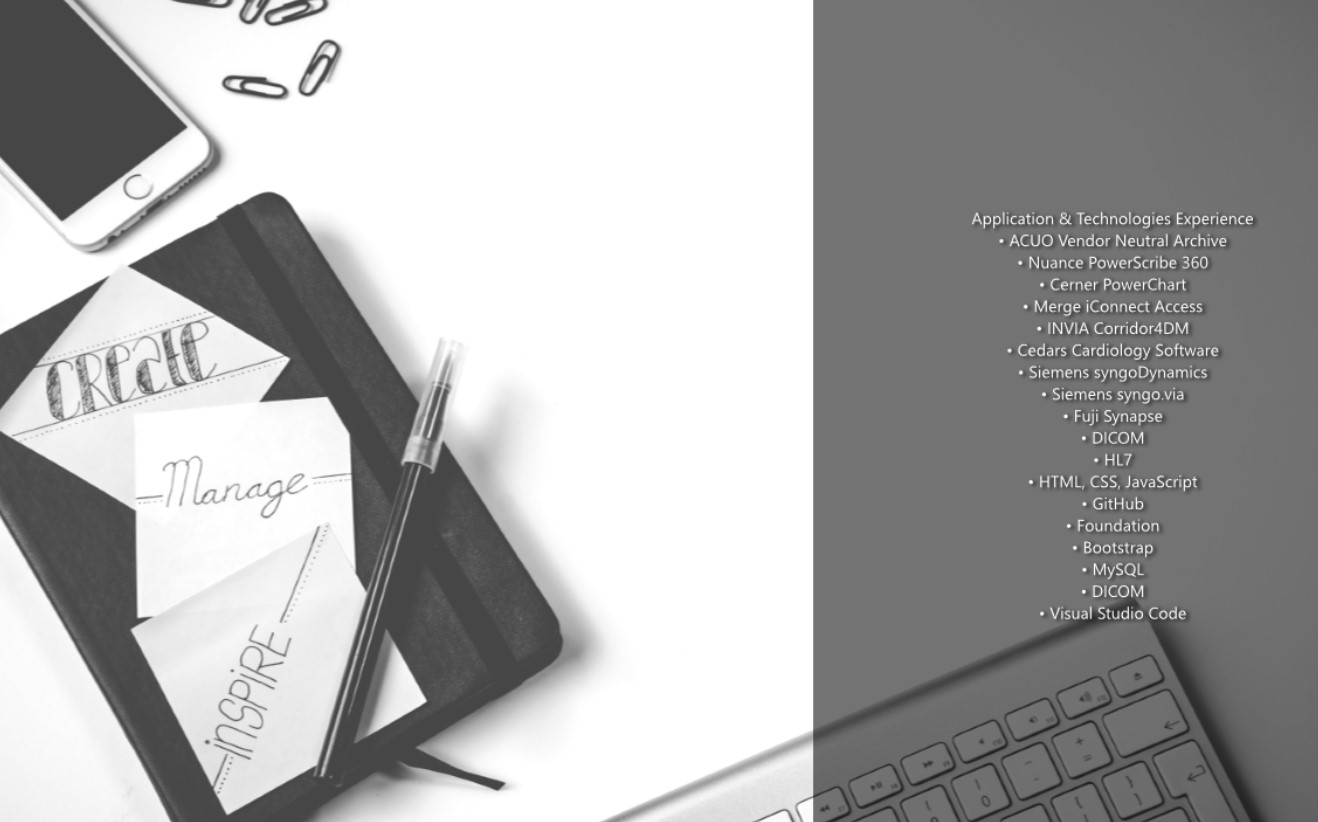 CREATE
Manage
INSPIRE
Application & Technologies Experience
• ACUO Vendor Neutral Archive
• Nuance PowerScribe 360
• Cerner PowerChart
• Merge iConnect Access
• INVIA Corridor4DM
• Cedars Cardiology Software
• Siemens syngoDynamics
• Siemens syngo.via
• Fuji Synapse
• DICOM
• HL7
• HTML, CSS, JavaScript
• GitHub
• Foundation
• Bootstrap
• MySQL
• DICOM
• Visual Studio Code